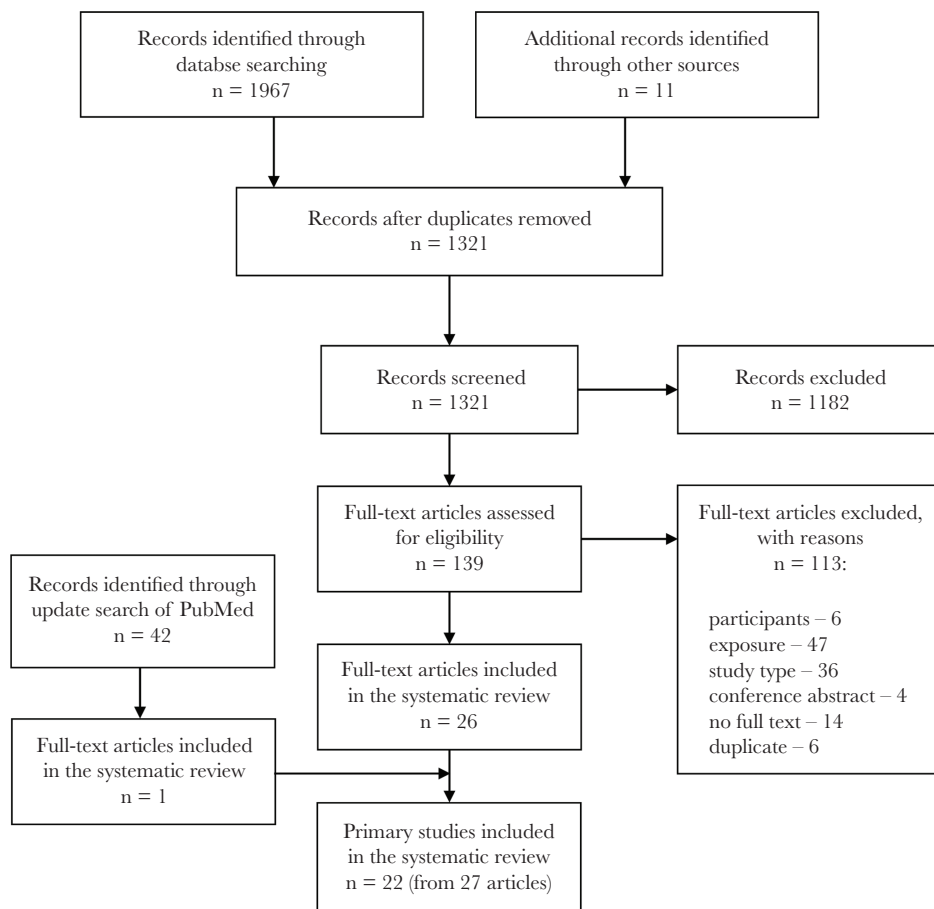 Records identified through
databse searching
n = 1967
Additional records identified
through other sources
n = 11
Records after duplicates removed
n = 1321
Records screened
n = 1321
Records excluded
n = 1182
Full-text articles assessed
for eligibility
n = 139
Full-text articles excluded,
with reasons
n = 113:
participants – 6
exposure – 47
study type – 36
conference abstract – 4
no full text – 14
duplicate – 6
Records identified through
update search of PubMed
n = 42
Full-text articles included
in the systematic review
n = 26
Full-text articles included
in the systematic review
n = 1
Primary studies included
in the systematic review
n = 22 (from 27 articles)